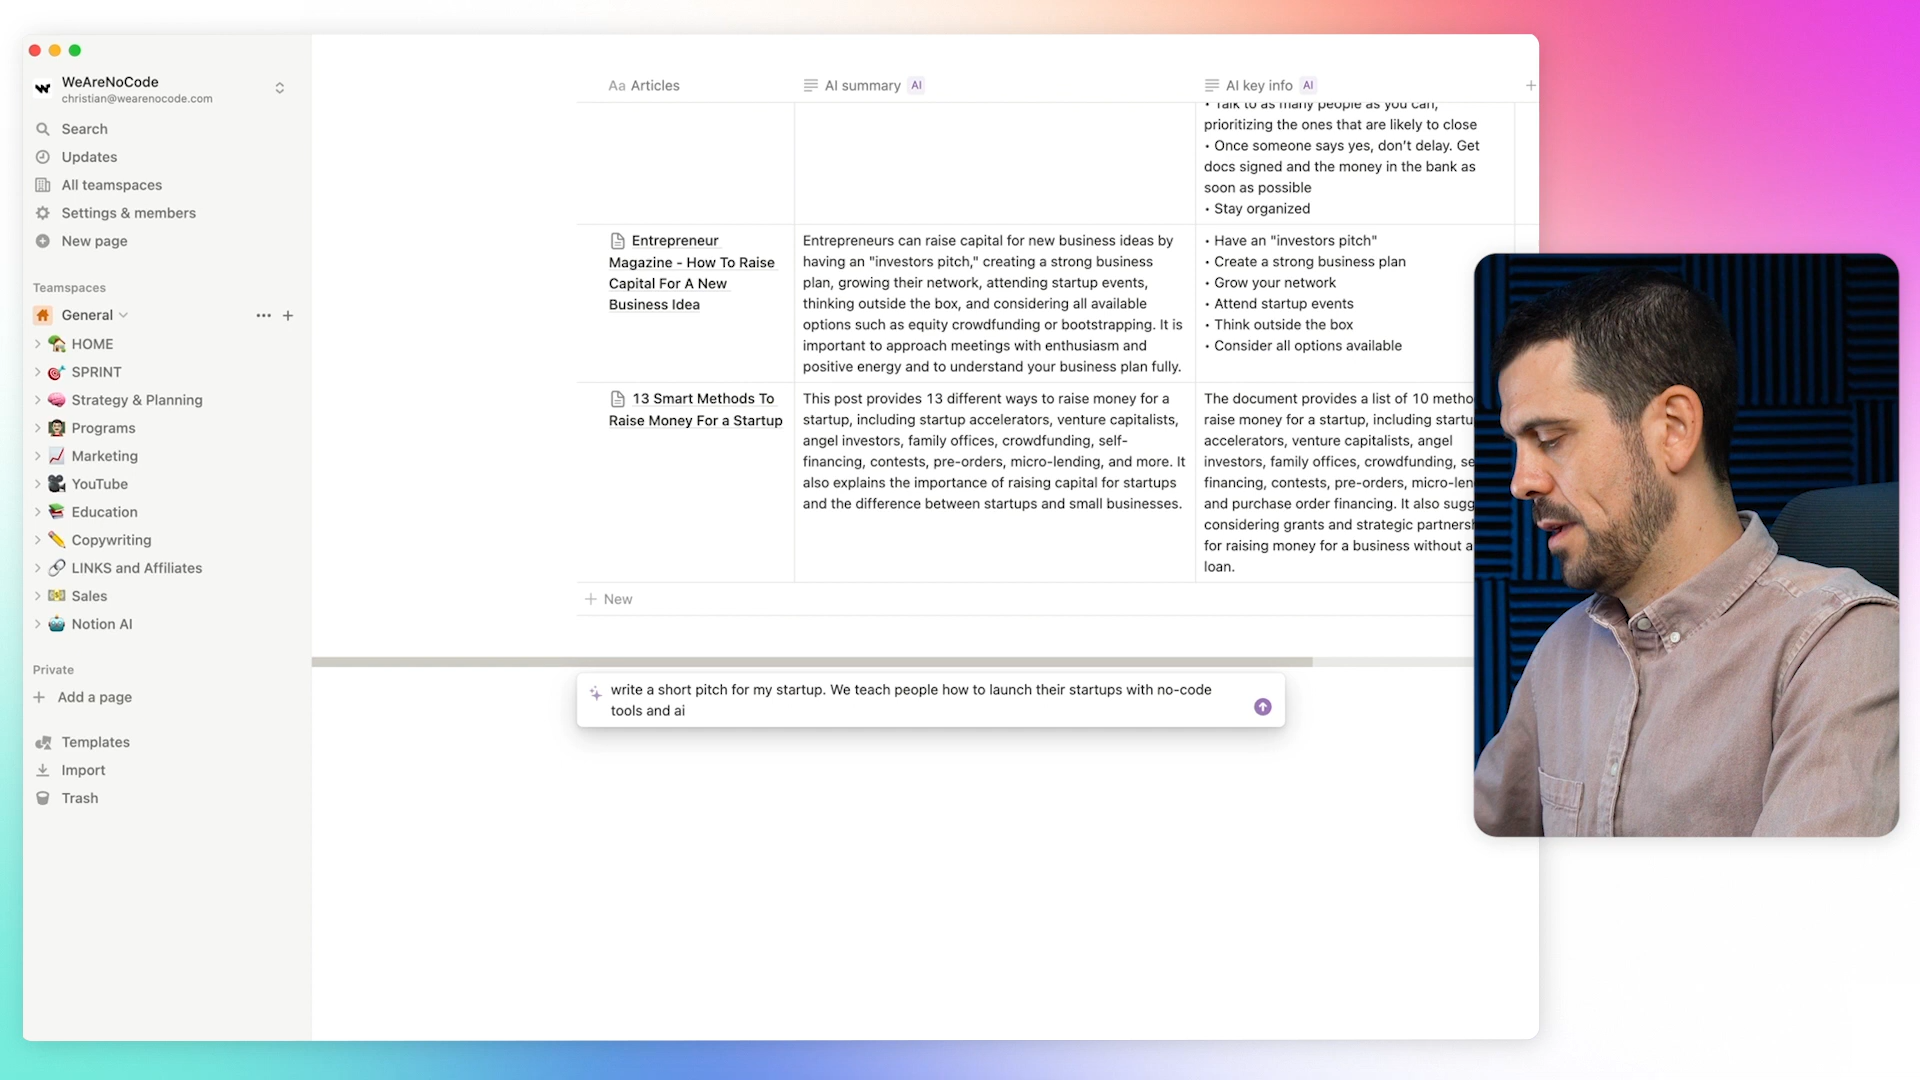 WeAreNoCode
christian@wearenocode.com
Search
Updates
All teamspaces
Settings & members
New page
Teamspaces
General
HOME
SPRINT
Strategy & Planning
Programs
Marketing
YouTube
Education
Copywriting
LINKS and Affiliates
Sales
Notion AI
Private
Add a page
Templates
Import
Trash
Aa Articles
AI summary AI
AI key info AI
• Talk to as many people as you can,
prioritizing the ones that are likely to close
• Once someone says yes, don't delay. Get
docs signed and the money in the bank as
soon as possible
• Stay organized
Entrepreneur
Magazine - How To Raise
Capital For A New
Business Idea
Entrepreneurs can raise capital for new business ideas by
having an "investors pitch," creating a strong business
plan, growing their network, attending startup events,
thinking outside the box, and considering all available
options such as equity crowdfunding or bootstrapping. It is
important to approach meetings with enthusiasm and
positive energy and to understand your business plan fully.
• Have an "investors pitch"
• Create a strong business plan
• Grow your network
• Attend startup events
• Think outside the box
• Consider all options available
13 Smart Methods To
Raise Money For a Startup
This post provides 13 different ways to raise money for a
startup, including startup accelerators, venture capitalists,
angel investors, family offices, crowdfunding, self-
financing, contests, pre-orders, micro-lending, and more. It
also explains the importance of raising capital for startups
and the difference between startups and small businesses.
The document provides a list of 10
raise money for a startup, including
accelerators, venture capitalists, angel
investors, family offices, crowdfunding,
financing, contests, pre-orders,
and purchase order financing. It also
considering grants and strategic
for raising money for a business without a
loan.
+ New
write a short pitch for my startup. We teach people how to launch their startups with no-code
tools and ai